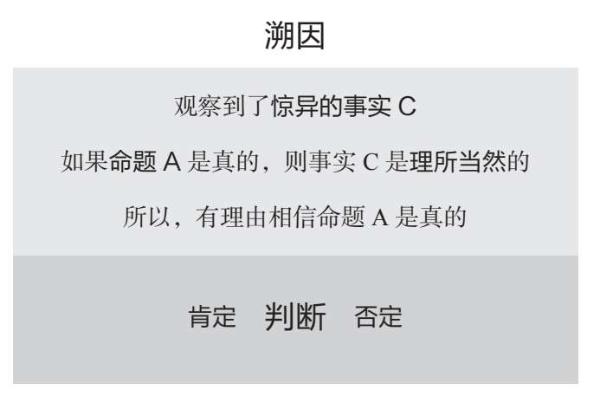 溯因
观察到了惊异的事实 C
如果命题 A 是真的，则事实 C 是理所当然的
所以，有理由相信命题 A 是真的
肯定 判断 否定